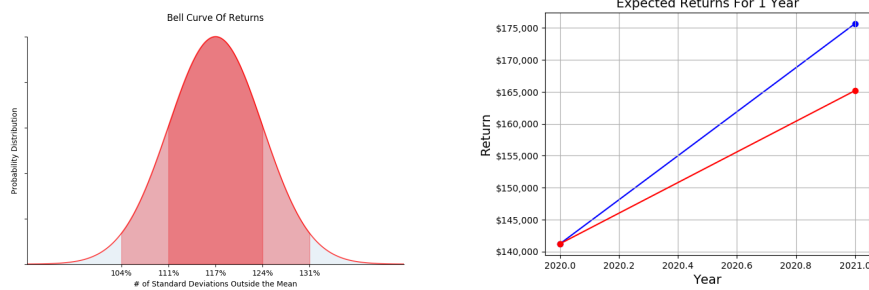 Bell Curve Of Returns
Probability Distribution
104% 111% 117% 124% 131%
# of Standard Deviations Outside the Mean
Expected Returns For 1 Year
$175,000
$170,000
$165,000
$160,000
$155,000
$150,000
$145,000
$140,000
Return
2020.0 2020.2 2020.4 2020.6 2020.8 2021.0
Year